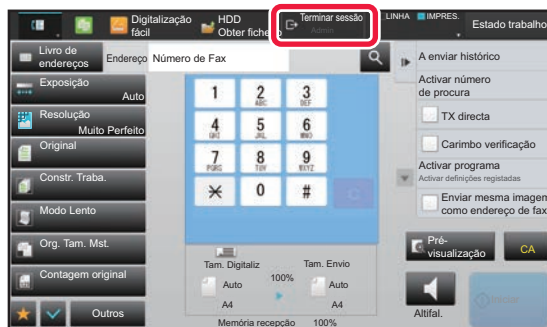 Digitalização
fácil
HDD
Obter ficheiro
Terminar sessão
Admin
LINHA
IMPRES.
Estado trabalho
Livro de
endereços
Endereço
Número de Fax
Exposição
Auto
Resolução
Muito Perfeito
Original
Constr. Traba.
Modo Lento
Org. Tam. Mst.
Contagem original
Outros
1
2
ABC
3
DEF
4
GHI
5
JKL
6
MNO
7
PQRS
8
TUV
9
WXYZ
0
#
Tam. Digitaliz
Tam. Envio
100%
Auto
A4
Auto
A4
Memória recepção 100%
A enviar histórico
Activar número
de procura
TX directa
Carimbo verificação
Activar programa
Activar definições registadas
Enviar mesma imagem
como endereço de fax
Pré-
visualização
CA
Altifal.
Iniciar